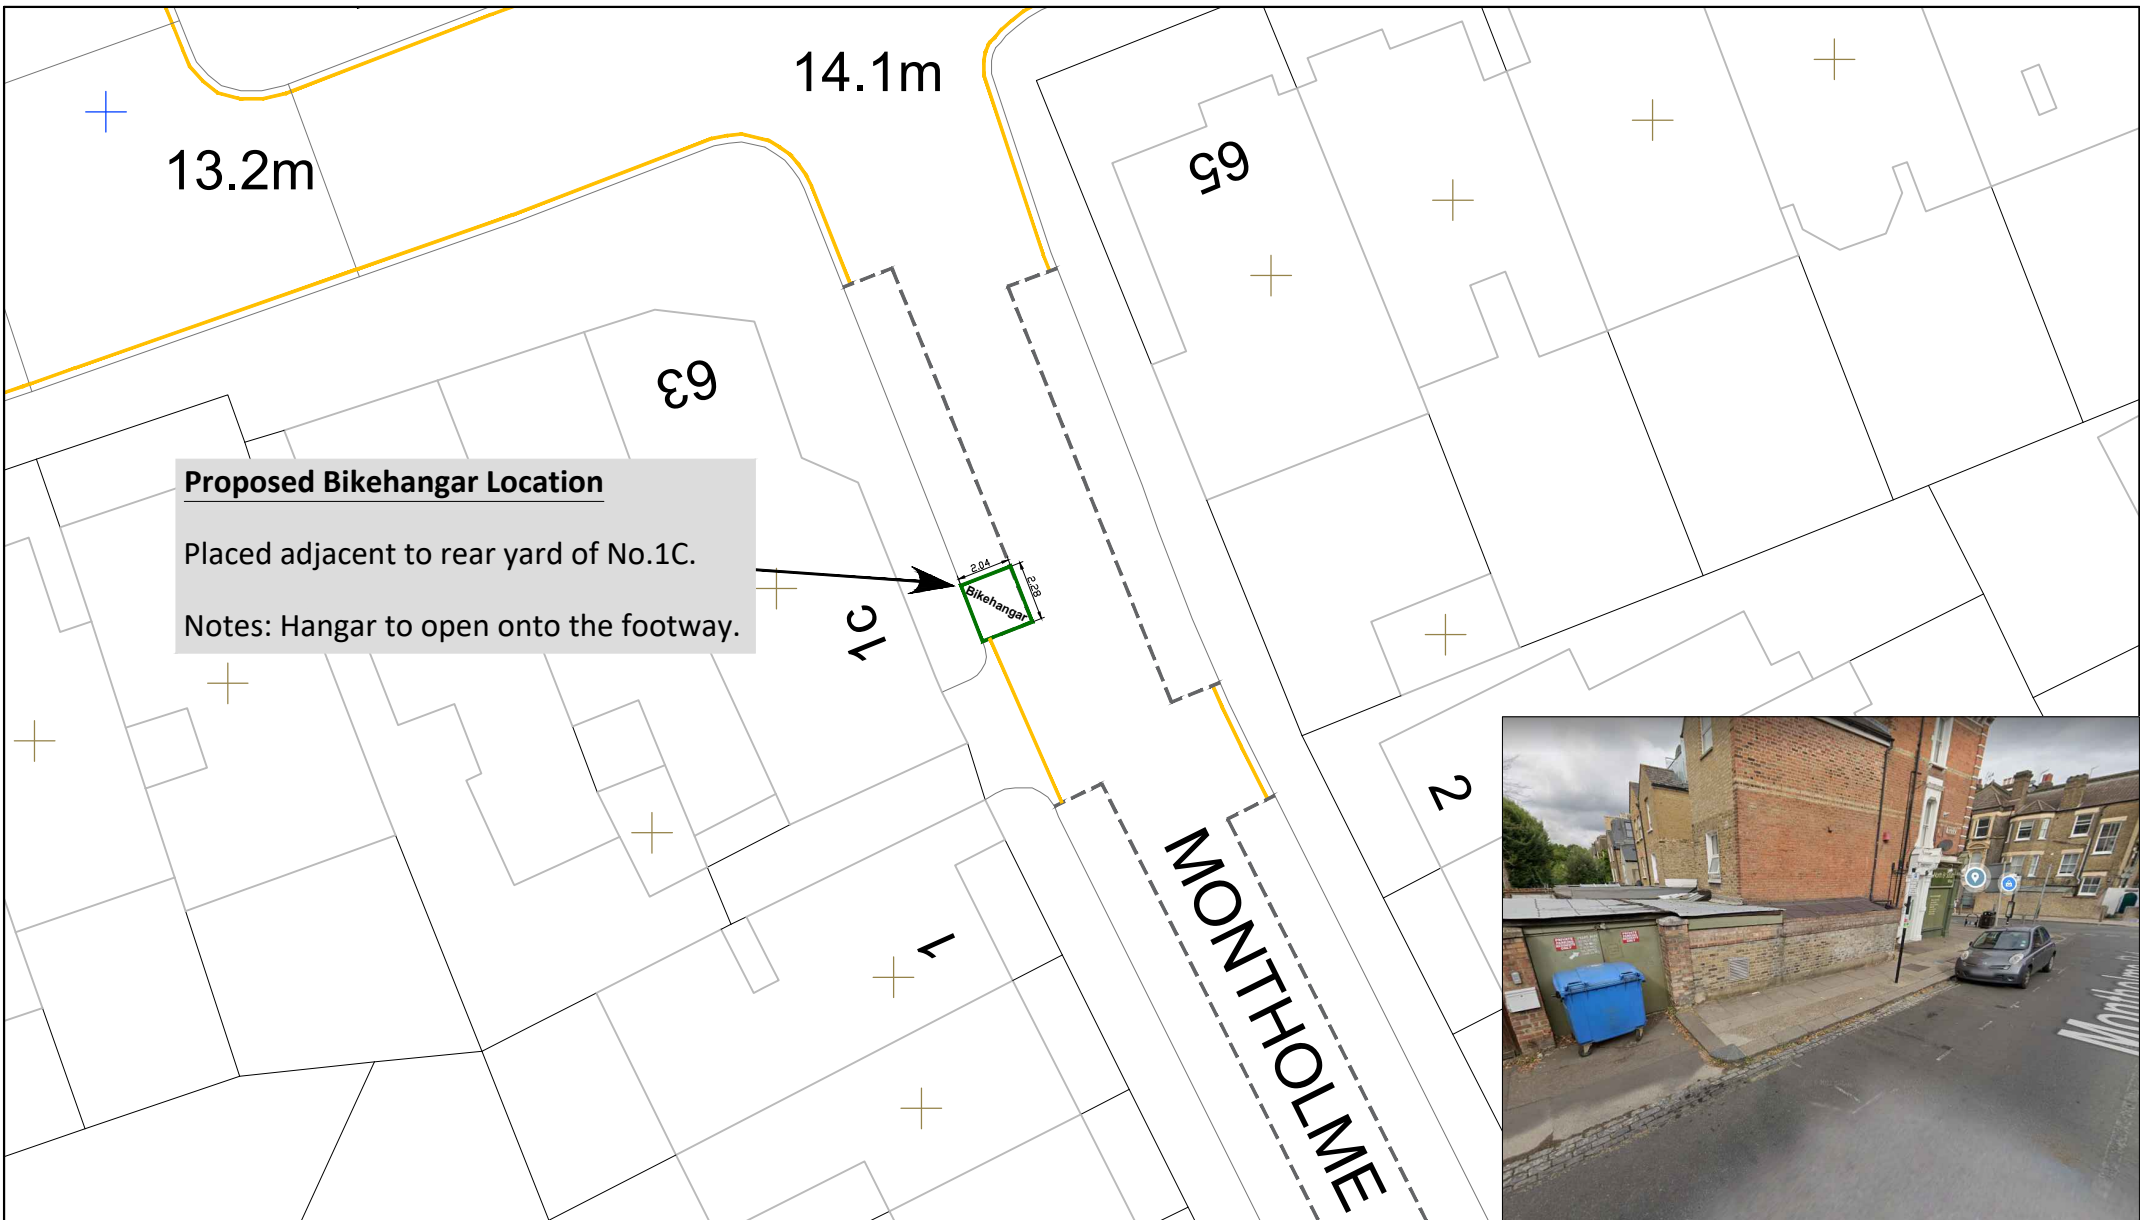 14.1m
13.2m
65
63
Proposed Bikehangar Location
Placed adjacent to rear yard of No.1C.
Notes: Hangar to open onto the footway.
2.04
2.28
Bikehangar
1c
2
1
MONTHOLME